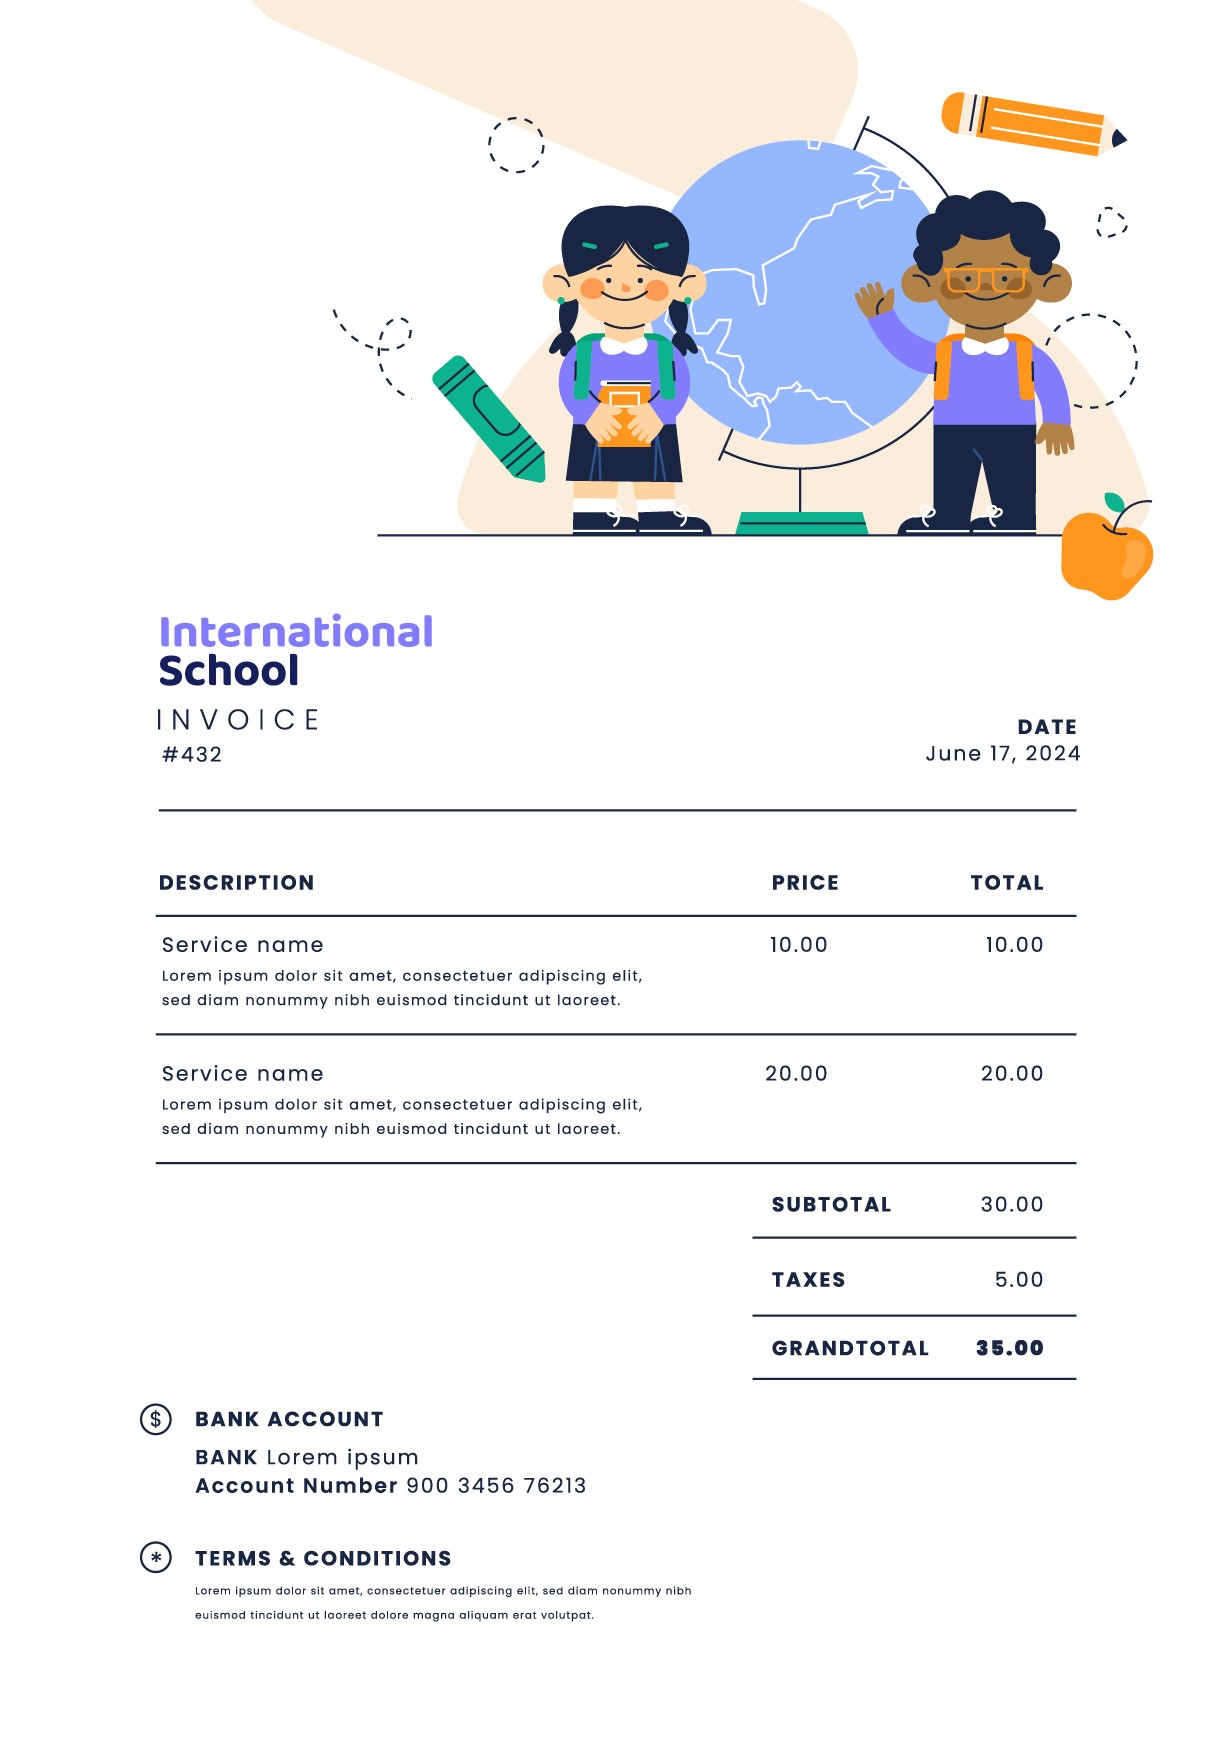 International
School
INVOICE
#432
DATE
June 17, 2024
DESCRIPTION PRICE TOTAL
Service name 10.00 10.00
Lorem ipsum dolor sit amet, consectetuer adipiscing elit,
sed diam nonummy nibh euismod tincidunt ut laoreet.
Service name 20.00 20.00
Lorem ipsum dolor sit amet, consectetuer adipiscing elit,
sed diam nonummy nibh euismod tincidunt ut laoreet.
SUBTOTAL 30.00
TAXES 5.00
GRANDTOTAL 35.00
$ BANK ACCOUNT
BANK Lorem ipsum
Account Number 900 3456 76213
* TERMS & CONDITIONS
Lorem ipsum dolor sit amet, consectetuer adipiscing elit, sed diam nonummy nibh
euismod tincidunt ut laoreet dolore magna aliquam erat volutpat.